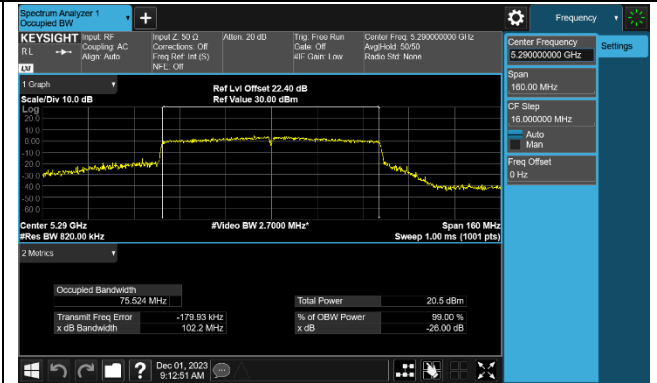 Spectrum Analyzer 1
Occupied BW
+
Frequency
KEYSIGHT
RL
LXI
Input: RF
Coupling: AC
Align: Auto
Input Z: 50 Ω
Corrections: Off
Freq Ref: Int (S)
NFE: Off
Atten: 20 dB
Trig: Free Run
Gate: Off
#IF Gain: Low
Center Freq: 5.290000000 GHz
Avg|Hold: 50/50
Radio Std: None
Center Frequency
5.290000000 GHz
Settings
Span
160.00 MHz
CF Step
16.000000 MHz
Auto
Man
Freq Offset
0 Hz
1 Graph
Scale/Div 10.0 dB
Ref Lvl Offset 22.40 dB
Ref Value 30.00 dBm
Log
20.0
10.0
0.00
-10.0
-20.0
-30.0
-40.0
-50.0
-60.0
Center 5.29 GHz
#Video BW 2.7000 MHz*
Span 160 MHz
#Res BW 820.00 kHz
Sweep 1.00 ms (1001 pts)
2 Metrics
Occupied Bandwidth
75.524 MHz
Total Power 20.5 dBm
Transmit Freq Error -179.93 kHz
% of OBW Power 99.00 %
x dB Bandwidth 102.2 MHz
x dB -26.00 dB
?
Dec 01, 2023
9:12:51 AM